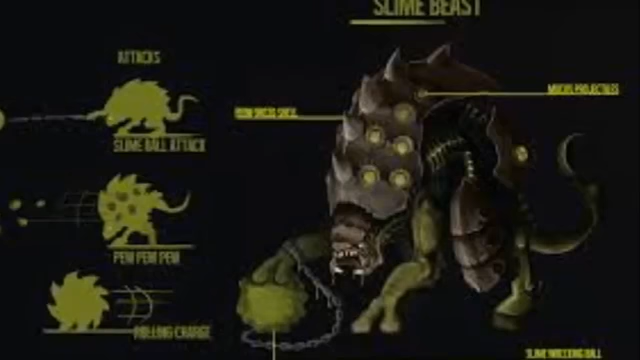 SLIME BEAST
ATTACKS
MUCUS PROJECTILES
SLIME BALL ATTACK
PEW PEW PEW
ROLLING CHARGE
SLIME WRECKING BALL